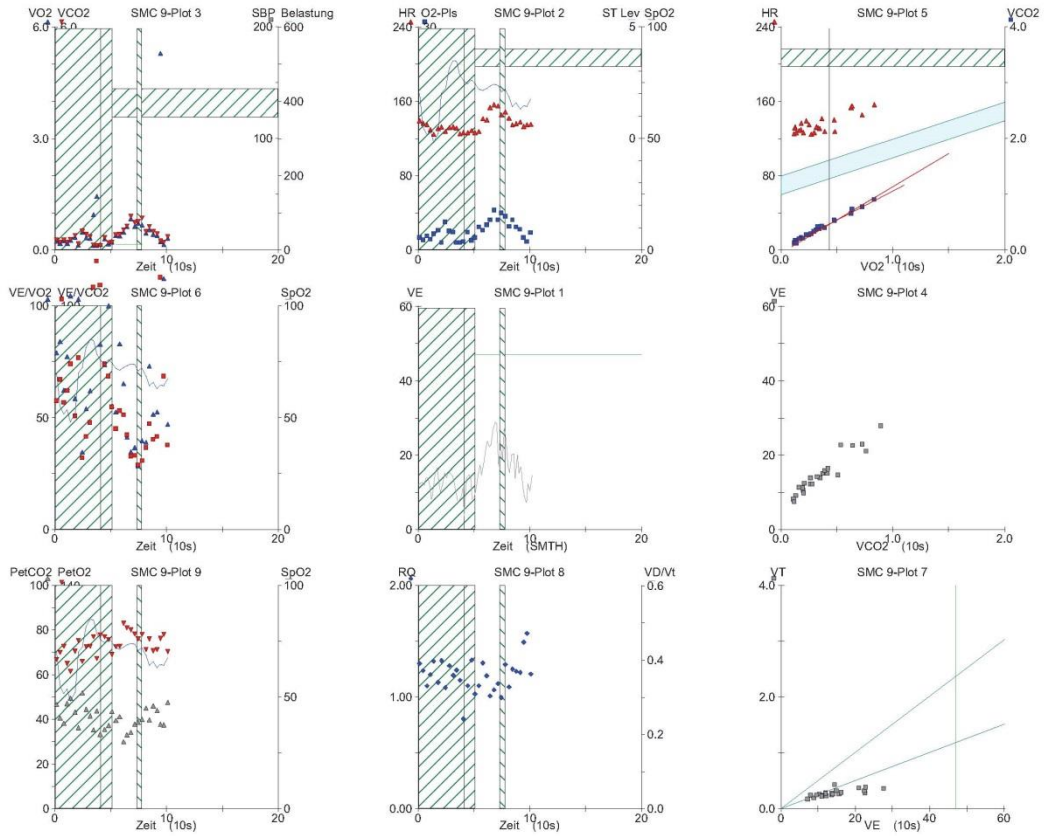 VO2 VCO2 SMC 9-Plot 3 SBP Belastung
6.0 6.0 200 600
400
3.0 100
200
0.0 0 0
0 10 20
Zeit (10s)
HR O2-Pls SMC 9-Plot 2 ST Lev SpO2
240 30 5 100
160 0 50
80
0 -5 0
0 10 20
Zeit (10s)
HR SMC 9-Plot 5 VCO2
240 4.0
160
2.0
80
0 0.0
0.0 1.0 2.0
VO2 (10s)
VE/VO2 VE/VCO2 SMC 9-Plot 6 SpO2
100 100 100
50 50
0 0
0 10 20
Zeit (10s)
VE SMC 9-Plot 1
60
40
20
0
0 10 20
Zeit (SMTH)
VE SMC 9-Plot 4
60
40
20
0
0.0 1.0 2.0
VCO2 (10s)
PetCO2 PetO2 SMC 9-Plot 9 SpO2
100 140 100
80
60
50
40
20
0 0
0 10 20
Zeit (10s)
RQ SMC 9-Plot 8 VD/Vt
2.00 0.6
0.4
1.00
0.2
0.00 0.0
0 10 20
Zeit (10s)
VT SMC 9-Plot 7
4.0
2.0
0.0
0 20 40 60
VE (10s)